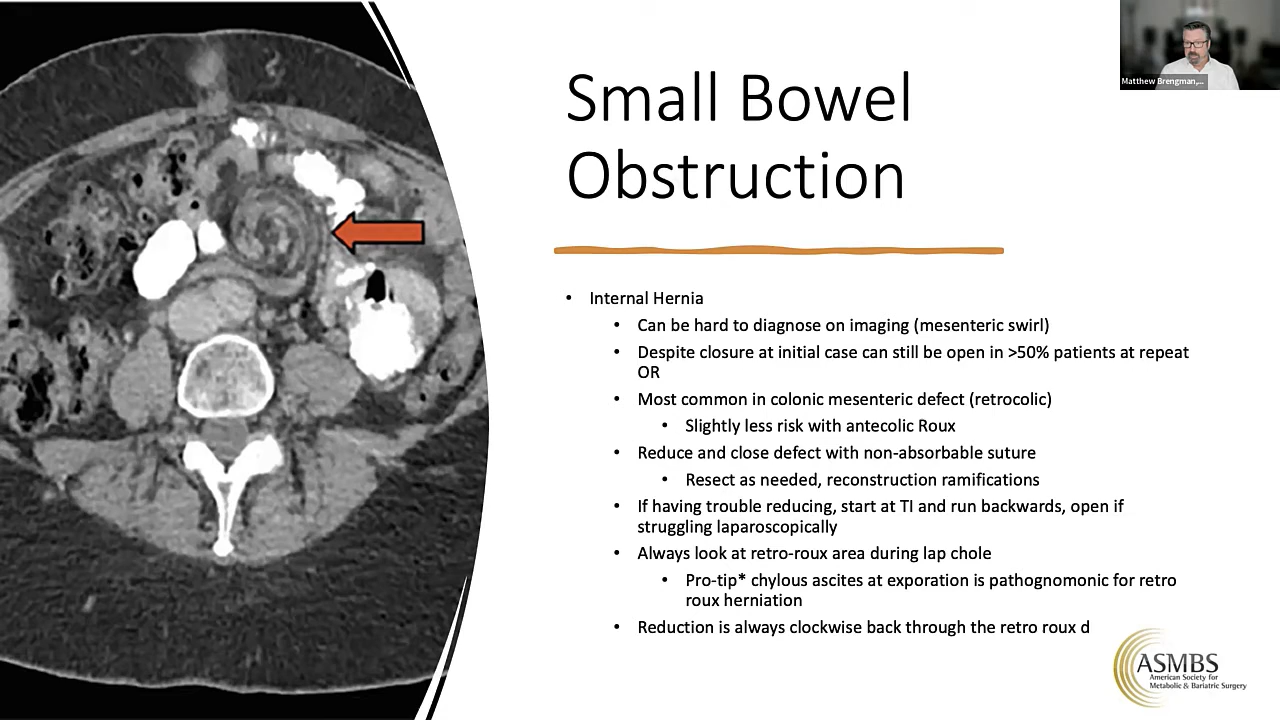 Matthew Brengman,...
Small Bowel
Obstruction
• Internal Hernia
• Can be hard to diagnose on imaging (mesenteric swirl)
• Despite closure at initial case can still be open in >50% patients at repeat
OR
• Most common in colonic mesenteric defect (retrocolic)
• Slightly less risk with antecolic Roux
• Reduce and close defect with non-absorbable suture
• Resect as needed, reconstruction ramifications
• If having trouble reducing, start at TI and run backwards, open if
struggling laparoscopically
• Always look at retro-roux area during lap chole
• Pro-tip* chylous ascites at exporation is pathognomonic for retro
roux herniation
• Reduction is always clockwise back through the retro roux d
ASMBS
American Society for
Metabolic & Bariatric Surgery